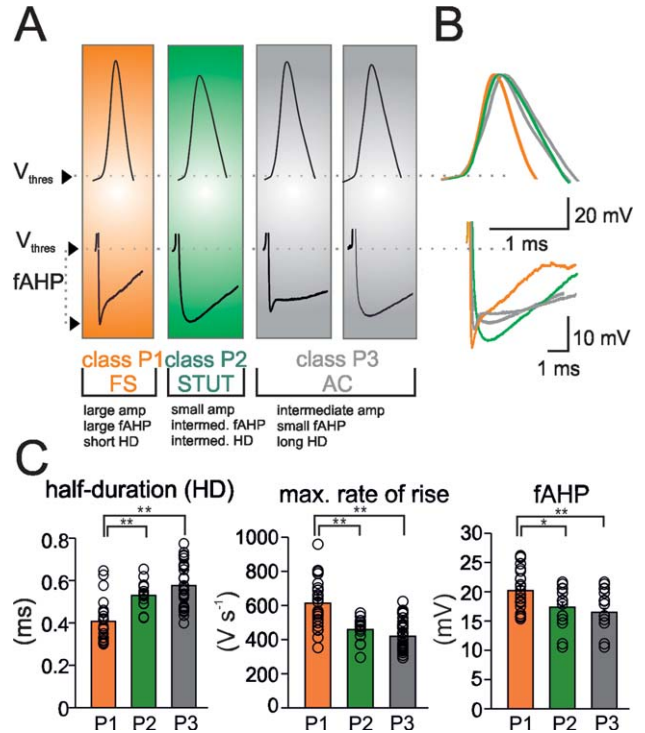 A
B
V thres
V thres
fAHP
20 mV
1 ms
10 mV
1 ms
class P1 class P2 class P3
FS STUT AC
large amp
large fAHP
short HD
small amp
intermed. fAHP
intermed. HD
intermediate amp
small fAHP
long HD
C
half-duration (HD)
**
**
0.8
0.6
0.4
0.2
0
(ms)
P1 P2 P3
max. rate of rise
**
**
1000
800
600
400
200
0
(V s⁻¹)
P1 P2 P3
fAHP
**
*
30
25
20
15
10
5
0
(mV)
P1 P2 P3